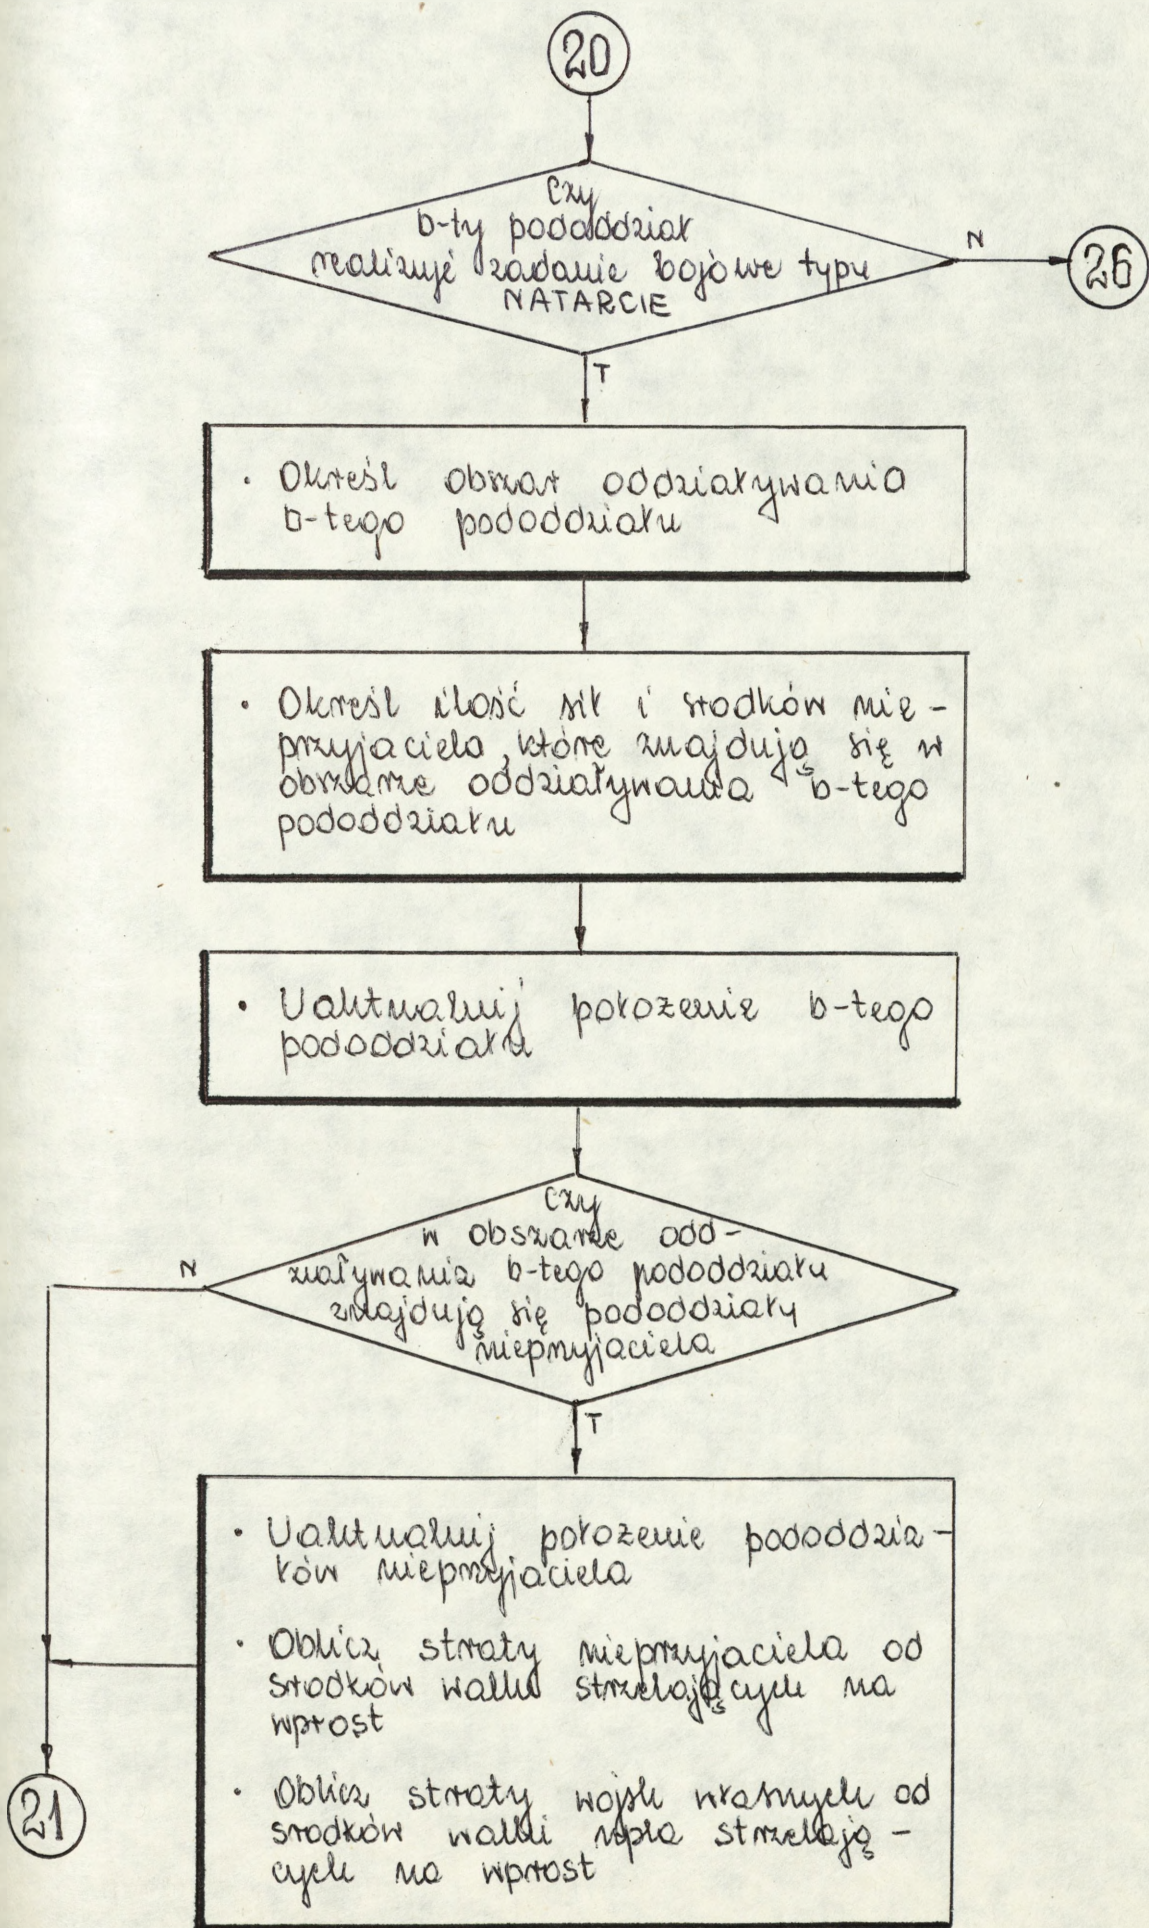 20
Czy
b-ty pododdział
realizuje zadanie bojowe typu
NATARCIE
N
26
T
• Określ obszar oddziaływania
b-tego pododdziału
• Określ ilość sił i środków nie-
przyjaciela, które znajdują się w
obszarze oddziaływania b-tego
pododdziału
• Uaktualnij położenie b-tego
pododdziału
Czy
w obszarze odd-
ziaływania b-tego pododdziału
znajdują się pododdziały
nieprzyjaciela
N
T
• Uaktualnij położenie pododdzia-
łów nieprzyjaciela
• Oblicz straty nieprzyjaciela od
środków walki strzelających na
wprost
• Oblicz straty wojsk własnych od
środków walki npla strzelają-
cych na wprost
21